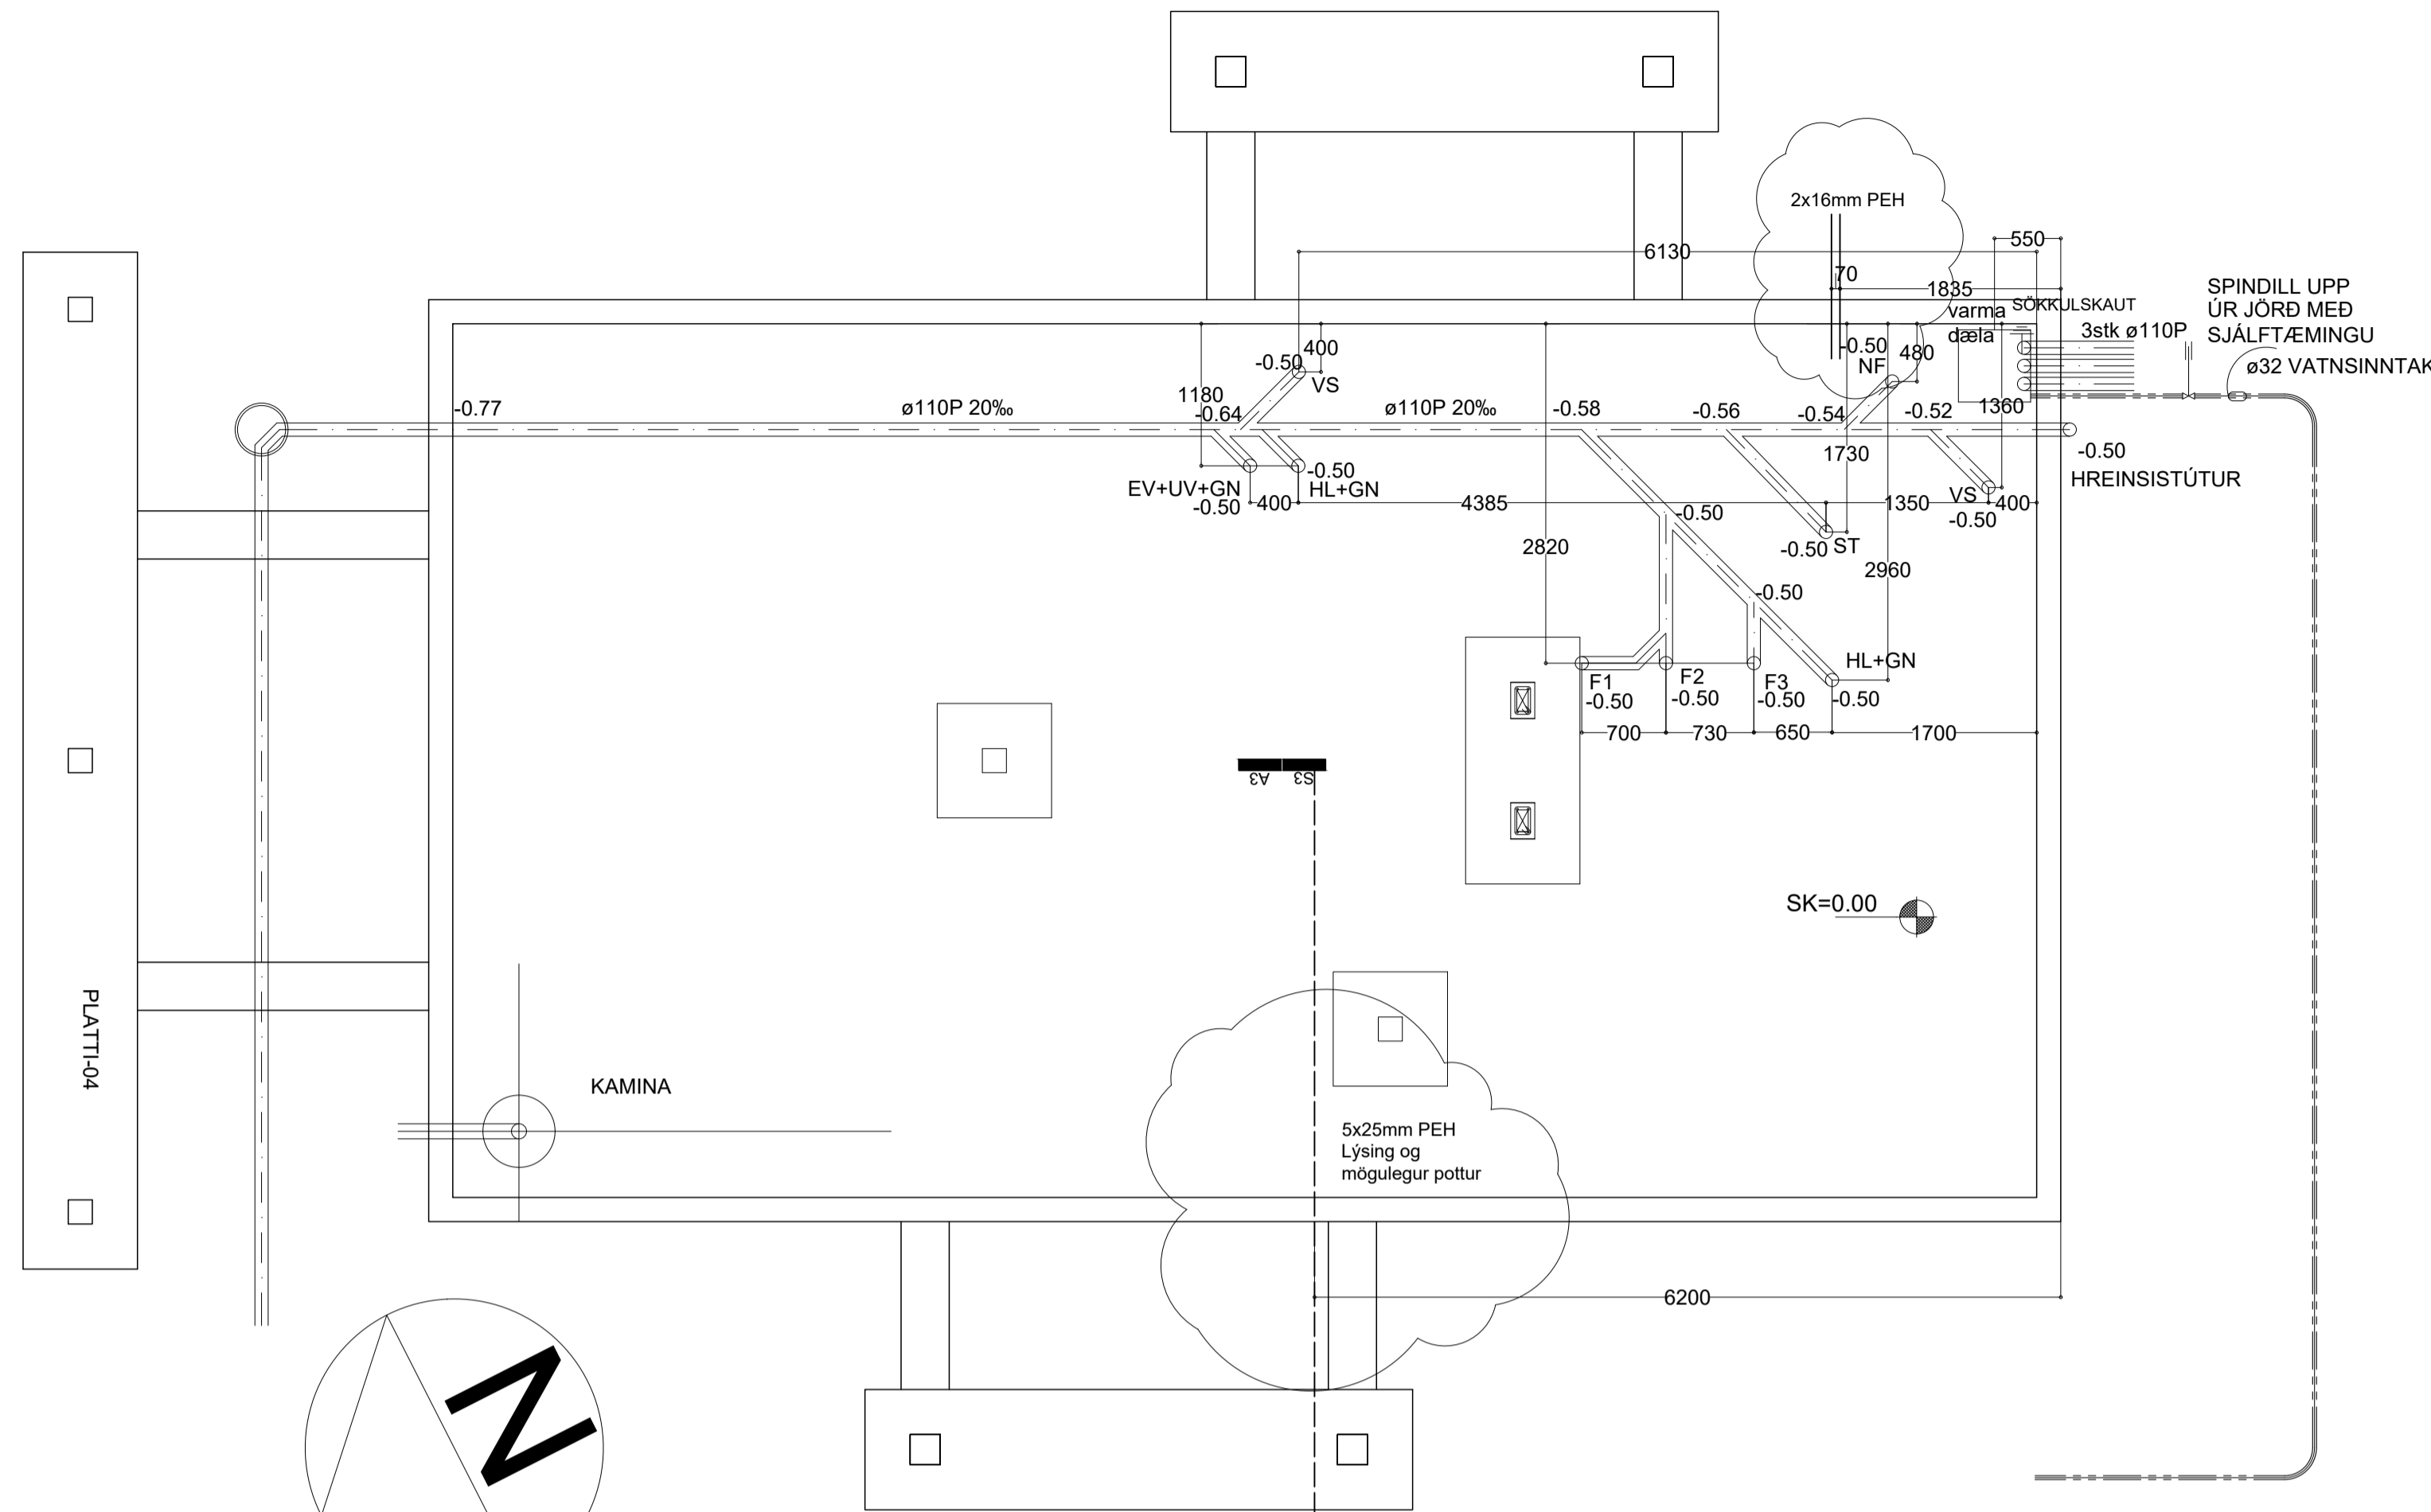 2x16mm PEH
6130
550
70
1835
SPINDILL UPP
ÚR JÖRÐ MEÐ
SJÁLFTÆMINGU
SÖKKULSKAUT
varma
dæla
3stk ø110P
ø32 VATNSINNTAK
400
-0.50
VS
-0.50
NF
480
1180
-0.77
ø110P 20‰
-0.64
ø110P 20‰
-0.58
-0.56
-0.54
-0.52
1360
-0.50
HREINSISTÚTUR
1730
EV+UV+GN
-0.50
400
-0.50
HL+GN
4385
1350
VS
-0.50
400
-0.50
-0.50
ST
2820
2960
-0.50
HL+GN
-0.50
F1
-0.50
F2
-0.50
F3
-0.50
700
730
650
1700
A3
S3
SK=0.00
PLATTI-04
KAMINA
5x25mm PEH
Lýsing og
mögulegur pottur
6200
N